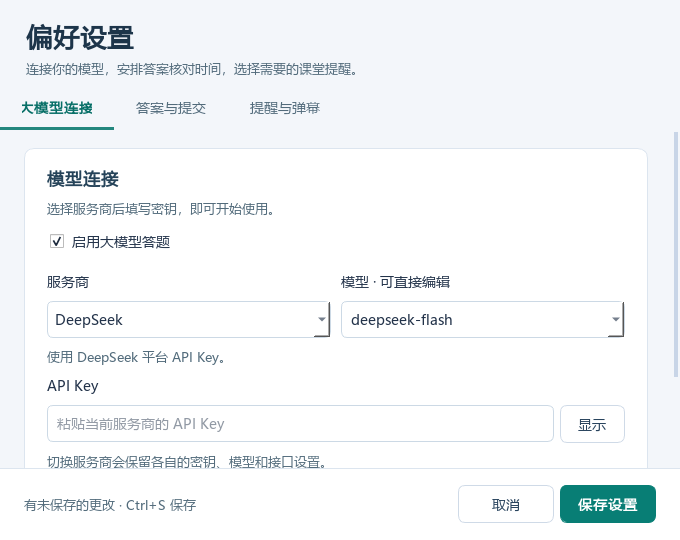 偏好设置
连接你的模型，安排答案核对时间，选择需要的课堂提醒。
大模型连接 答案与提交 提醒与弹窗
模型连接
选择服务商后填写密钥，即可开始使用。
启用大模型答题
服务商 模型 · 可直接编辑
DeepSeek deepseek-flash
使用 DeepSeek 平台 API Key。
API Key
粘贴当前服务商的 API Key 显示
切换服务商会保留各自的密钥、模型和接口设置。
有未保存的更改 · Ctrl+S 保存 取消 保存设置